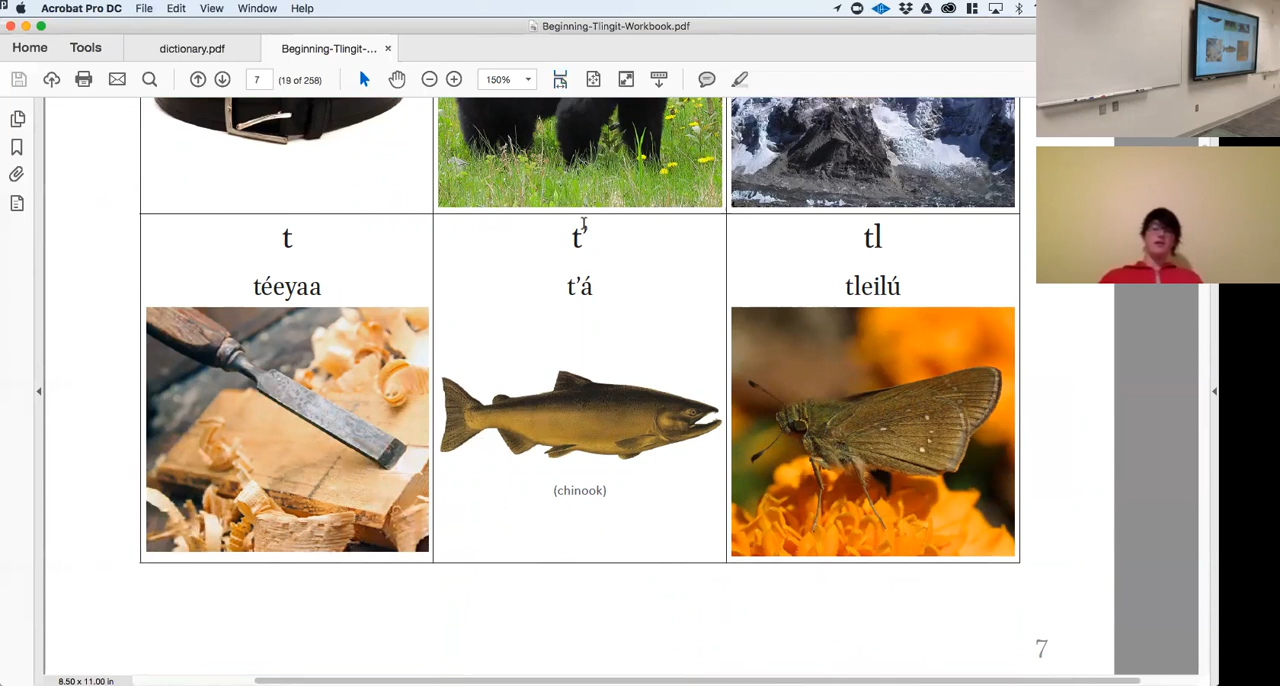 Acrobat Pro DC File Edit View Window Help
Beginning-Tlingit-Workbook.pdf
Home Tools dictionary.pdf Beginning-Tlingit-... ×
7 (19 of 258) 150%
t t’ tl
téeyaa t’á tleilú
(chinook)
7
8.50 x 11.00 in